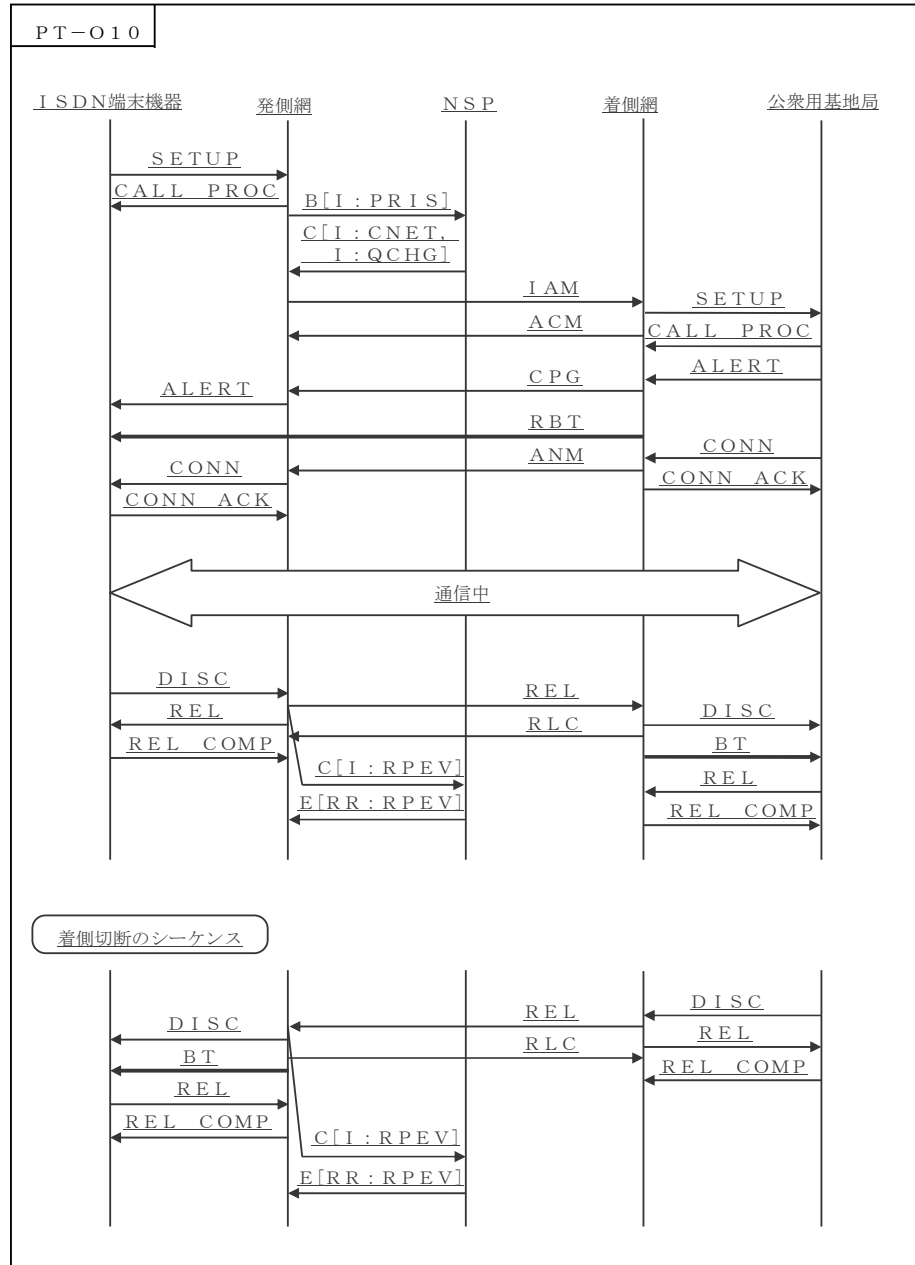 PT-O10
ISDN端末機器
発側網
NSP
着側網
公衆用基地局
SETUP
CALL PROC
B[I:PRIS]
C[I:CNET,
I:QCHG]
IAM
SETUP
ACM
CALL PROC
ALERT
CPG
ALERT
RBT
CONN
ANM
CONN
CONN ACK
CONN ACK
通信中
DISC
REL
REL
DISC
RLC
REL COMP
BT
C[I:RPEV]
REL
E[RR:RPEV]
REL COMP
着側切断のシーケンス
DISC
REL
DISC
REL
RLC
BT
REL COMP
REL
REL COMP
C[I:RPEV]
E[RR:RPEV]